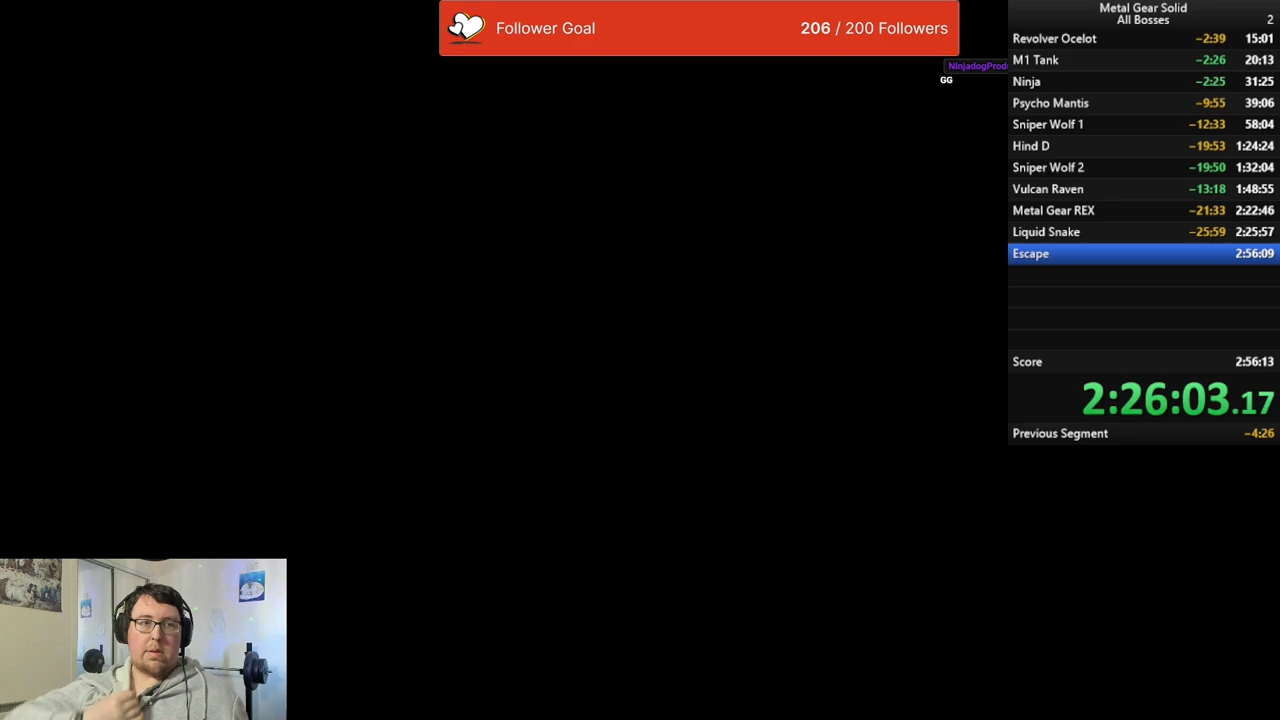 Follower Goal 206 / 200 Followers
NinjadogProdu
GG
Metal Gear Solid
All Bosses 2
Revolver Ocelot −2:39 15:01
M1 Tank −2:26 20:13
Ninja −2:25 31:25
Psycho Mantis −9:55 39:06
Sniper Wolf 1 −12:33 58:04
Hind D −19:53 1:24:24
Sniper Wolf 2 −19:50 1:32:04
Vulcan Raven −13:18 1:48:55
Metal Gear REX −21:33 2:22:46
Liquid Snake −25:59 2:25:57
Escape 2:56:09
Score 2:56:13
2:26:03.17
Previous Segment −4:26